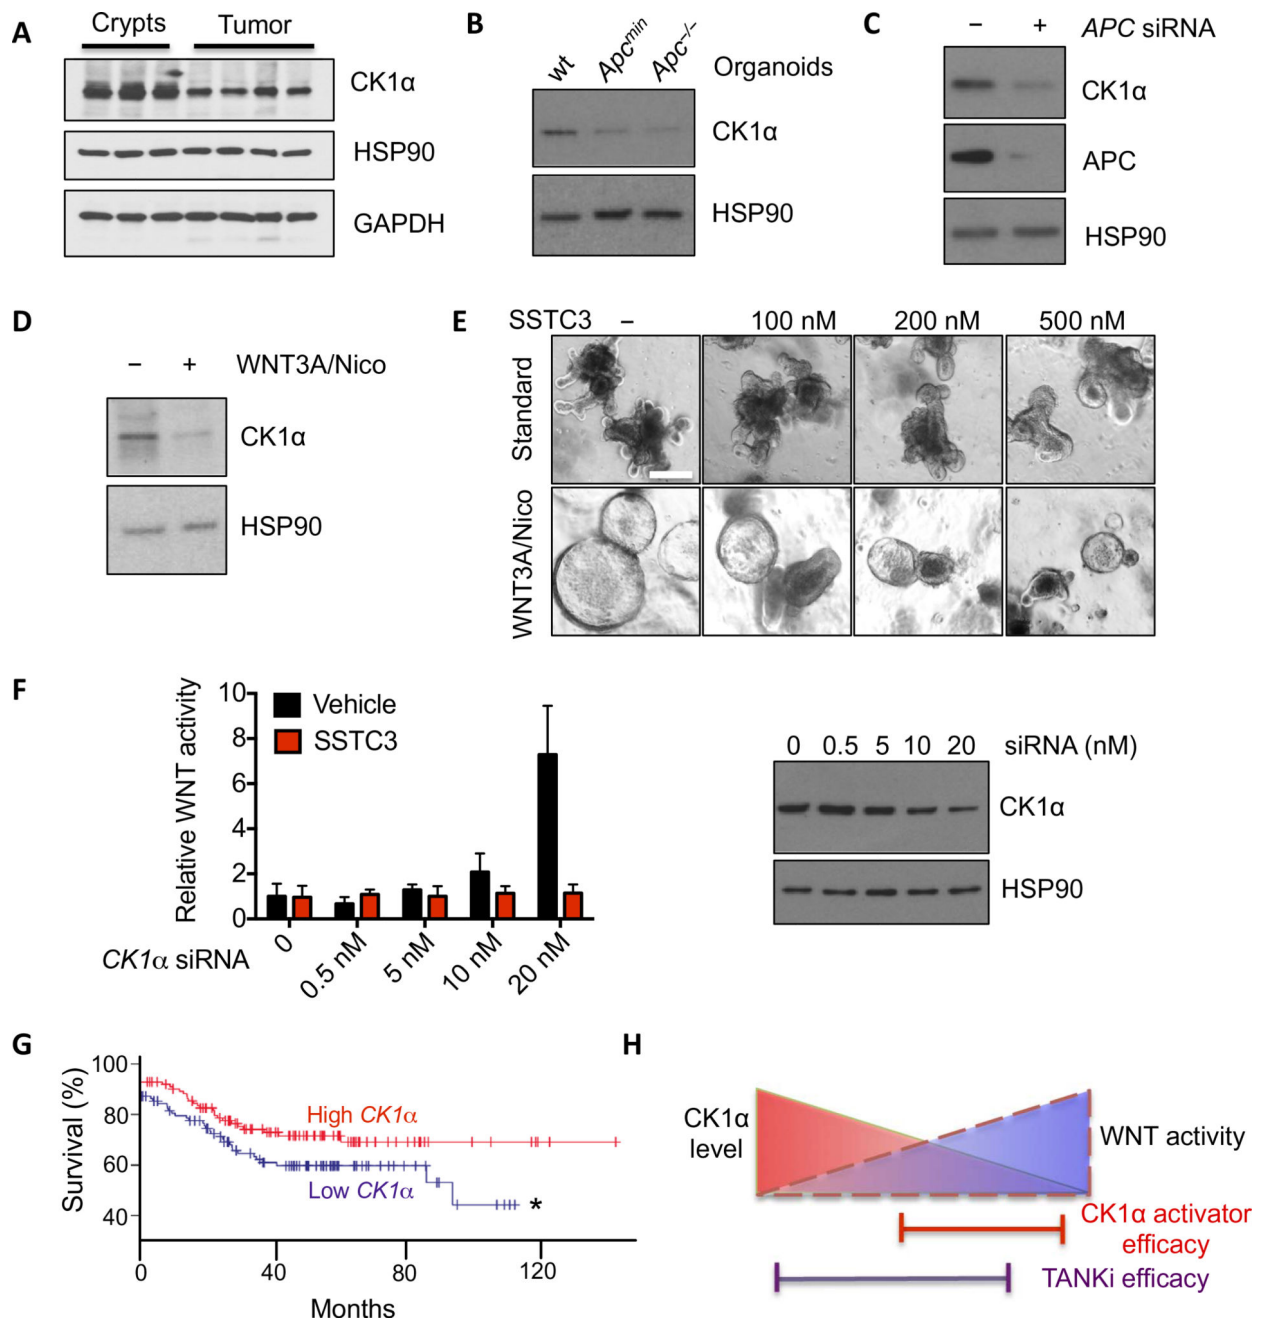 A
Crypts Tumor
CK1α
HSP90
GAPDH
B
wt Apcmin Apc−/−
Organoids
CK1α
HSP90
C
− + APC siRNA
CK1α
APC
HSP90
D
− + WNT3A/Nico
CK1α
HSP90
E
SSTC3 − 100 nM 200 nM 500 nM
Standard
WNT3A/Nico
F
Relative WNT activity
10
8
6
4
2
0
Vehicle
SSTC3
CK1α siRNA
0 0.5 nM 5 nM 10 nM 20 nM
0 0.5 5 10 20 siRNA (nM)
CK1α
HSP90
G
Survival (%)
100
80
60
40
High CK1α
Low CK1α
*
0 40 80 120
Months
H
CK1α
level
WNT activity
CK1α activator
efficacy
TANKi efficacy